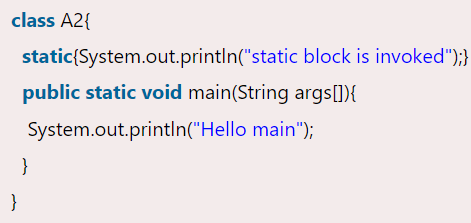 class A2{
static{System.out.println("static block is invoked");}
public static void main(String args[]){
System.out.println("Hello main");
}
}